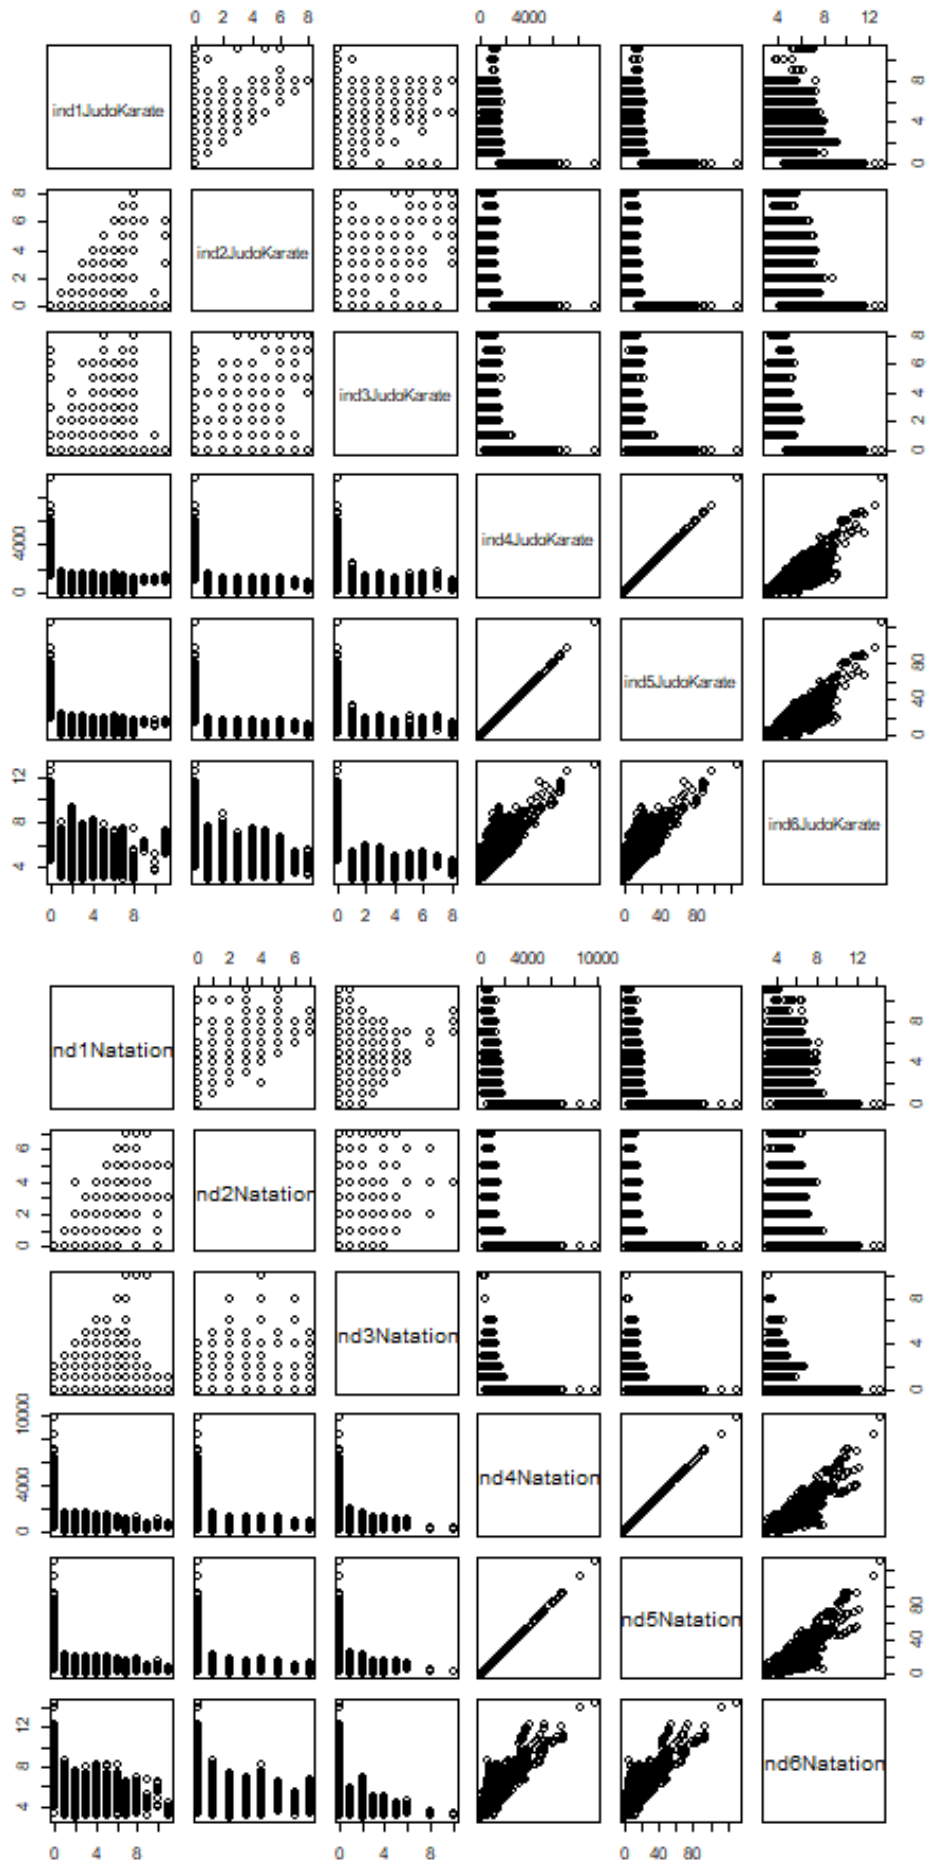 0 2 4 6 8 0 4000 4 8 12
ind1JudoKarate 0 4 8
0 2 4 6 8 ind2JudoKarate
ind3JudoKarate 0 2 4 6 8
0 4000 ind4JudoKarate
ind5JudoKarate 0 40 80
4 8 12 ind6JudoKarate
0 4 8 0 2 4 6 8 0 40 80
0 2 4 6 0 4000 10000 4 8 12
nd1Natation 0 4 8
0 2 4 6 nd2Natation
nd3Natation 0 4 8
0 4000 10000 nd4Natation
nd5Natation 0 40 80
4 8 12 nd6Natation
0 4 8 0 4 8 0 40 80